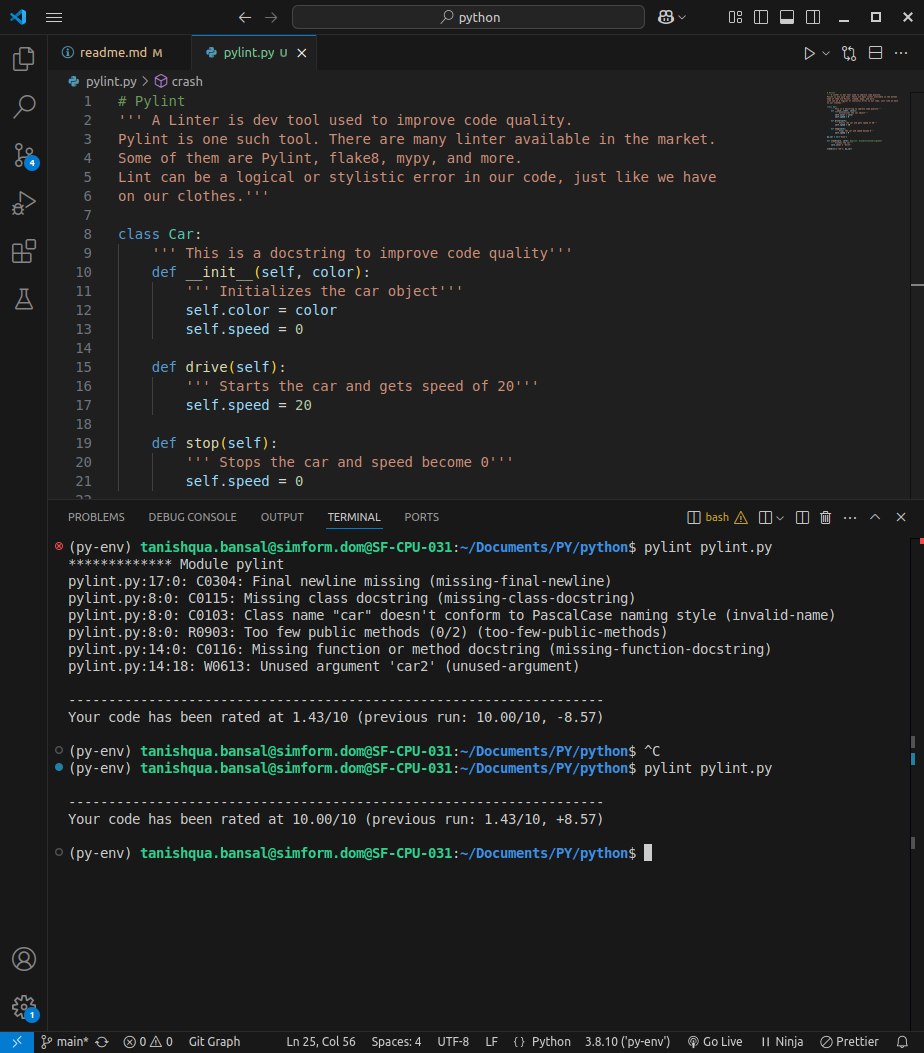 python
readme.md M
pylint.py U
pylint.py > crash
1 # Pylint
2 ''' A Linter is dev tool used to improve code quality.
3 Pylint is one such tool. There are many linter available in the market.
4 Some of them are Pylint, flake8, mypy, and more.
5 Lint can be a logical or stylistic error in our code, just like we have
6 on our clothes.'''
7
8 class Car:
9 ''' This is a docstring to improve code quality'''
10 def __init__(self, color):
11 ''' Initializes the car object'''
12 self.color = color
13 self.speed = 0
14
15 def drive(self):
16 ''' Starts the car and gets speed of 20'''
17 self.speed = 20
18
19 def stop(self):
20 ''' Stops the car and speed become 0'''
21 self.speed = 0
22
4
PROBLEMS DEBUG CONSOLE OUTPUT TERMINAL PORTS bash
(py-env) tanishqua.bansal@simform.dom@SF-CPU-031:~/Documents/PY/python$ pylint pylint.py
************* Module pylint
pylint.py:17:0: C0304: Final newline missing (missing-final-newline)
pylint.py:8:0: C0115: Missing class docstring (missing-class-docstring)
pylint.py:8:0: C0103: Class name "car" doesn't conform to PascalCase naming style (invalid-name)
pylint.py:8:0: R0903: Too few public methods (0/2) (too-few-public-methods)
pylint.py:14:0: C0116: Missing function or method docstring (missing-function-docstring)
pylint.py:14:18: W0613: Unused argument 'car2' (unused-argument)
------------------------------------------------------------------
Your code has been rated at 1.43/10 (previous run: 10.00/10, -8.57)
(py-env) tanishqua.bansal@simform.dom@SF-CPU-031:~/Documents/PY/python$ ^C
(py-env) tanishqua.bansal@simform.dom@SF-CPU-031:~/Documents/PY/python$ pylint pylint.py
------------------------------------------------------------------
Your code has been rated at 10.00/10 (previous run: 1.43/10, +8.57)
(py-env) tanishqua.bansal@simform.dom@SF-CPU-031:~/Documents/PY/python$
1
main* 0 0 Git Graph Ln 25, Col 56 Spaces: 4 UTF-8 LF {} Python 3.8.10 ('py-env') Go Live Ninja Prettier